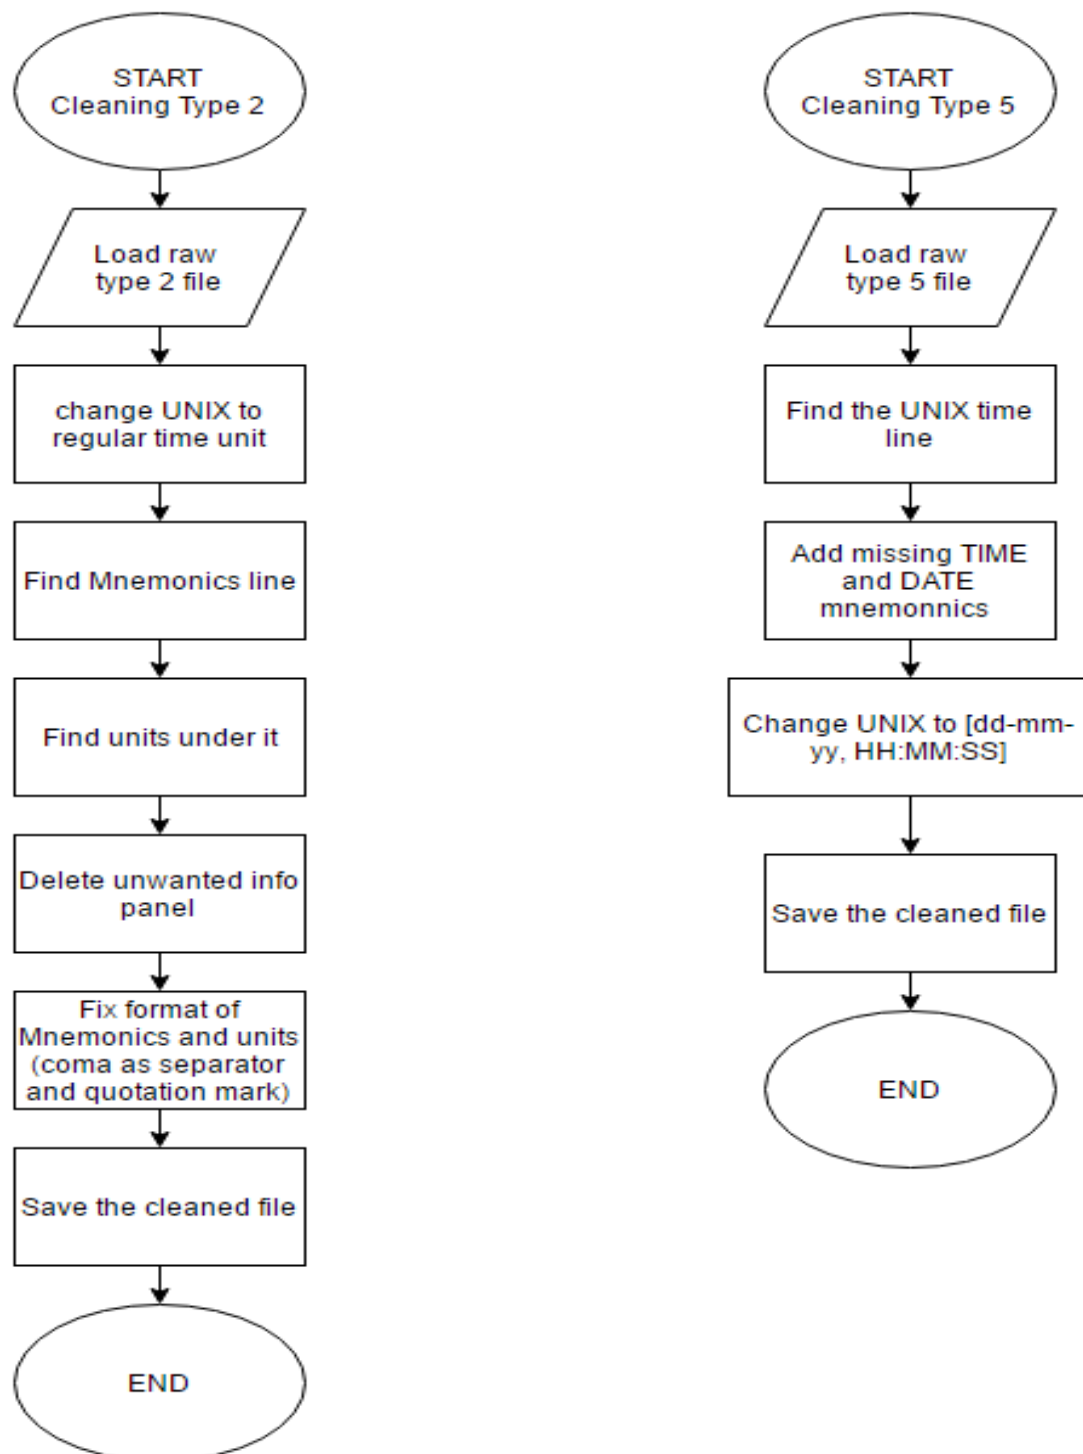 START
Cleaning Type 2
Load raw
type 2 file
change UNIX to
regular time unit
Find Mnemonics line
Find units under it
Delete unwanted info
panel
Fix format of
Mnemonics and units
(coma as separator
and quotation mark)
Save the cleaned file
END
START
Cleaning Type 5
Load raw
type 5 file
Find the UNIX time
line
Add missing TIME
and DATE
mnemonnics
Change UNIX to [dd-mm-
yy, HH:MM:SS]
Save the cleaned file
END